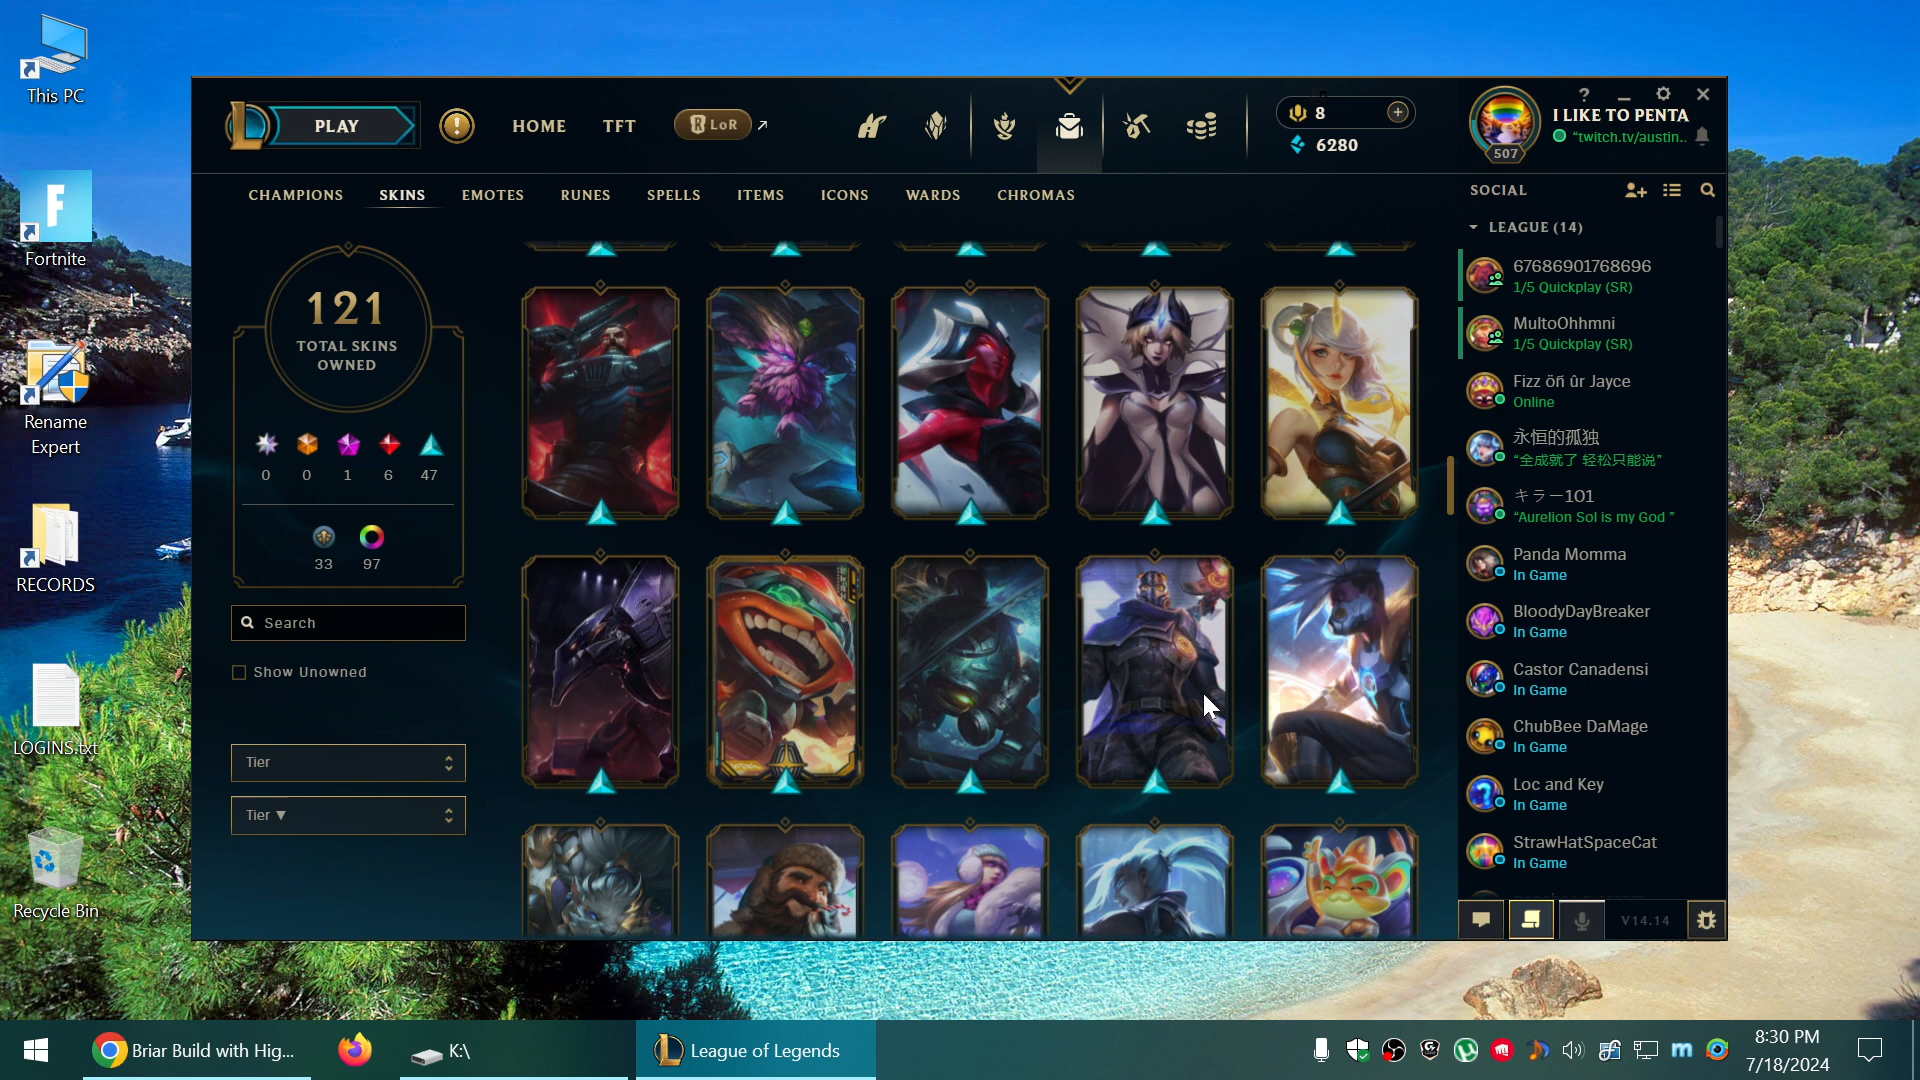 This PC
Fortnite
Rename
Expert
RECORDS
LOGINS.txt
Recycle Bin
PLAY
HOME
TFT
LoR
8
6280
I LIKE TO PENTA
"twitch.tv/austin..
507
CHAMPIONS
SKINS
EMOTES
RUNES
SPELLS
ITEMS
ICONS
WARDS
CHROMAS
121
TOTAL SKINS
OWNED
0 0 1 6 47
33 97
Search
Show Unowned
Tier
Tier ▼
SOCIAL
LEAGUE (14)
67686901768696
1/5 Quickplay (SR)
MultoOhhmni
1/5 Quickplay (SR)
Fizz öñ ûr Jayce
Online
永恒的孤独
“全成就了 轻松只能说”
キラー101
“Aurelion Sol is my God ”
Panda Momma
In Game
BloodyDayBreaker
In Game
Castor Canadensi
In Game
ChubBee DaMage
In Game
Loc and Key
In Game
StrawHatSpaceCat
In Game
V14.14
Briar Build with Hig...
K:\
League of Legends
8:30 PM
7/18/2024